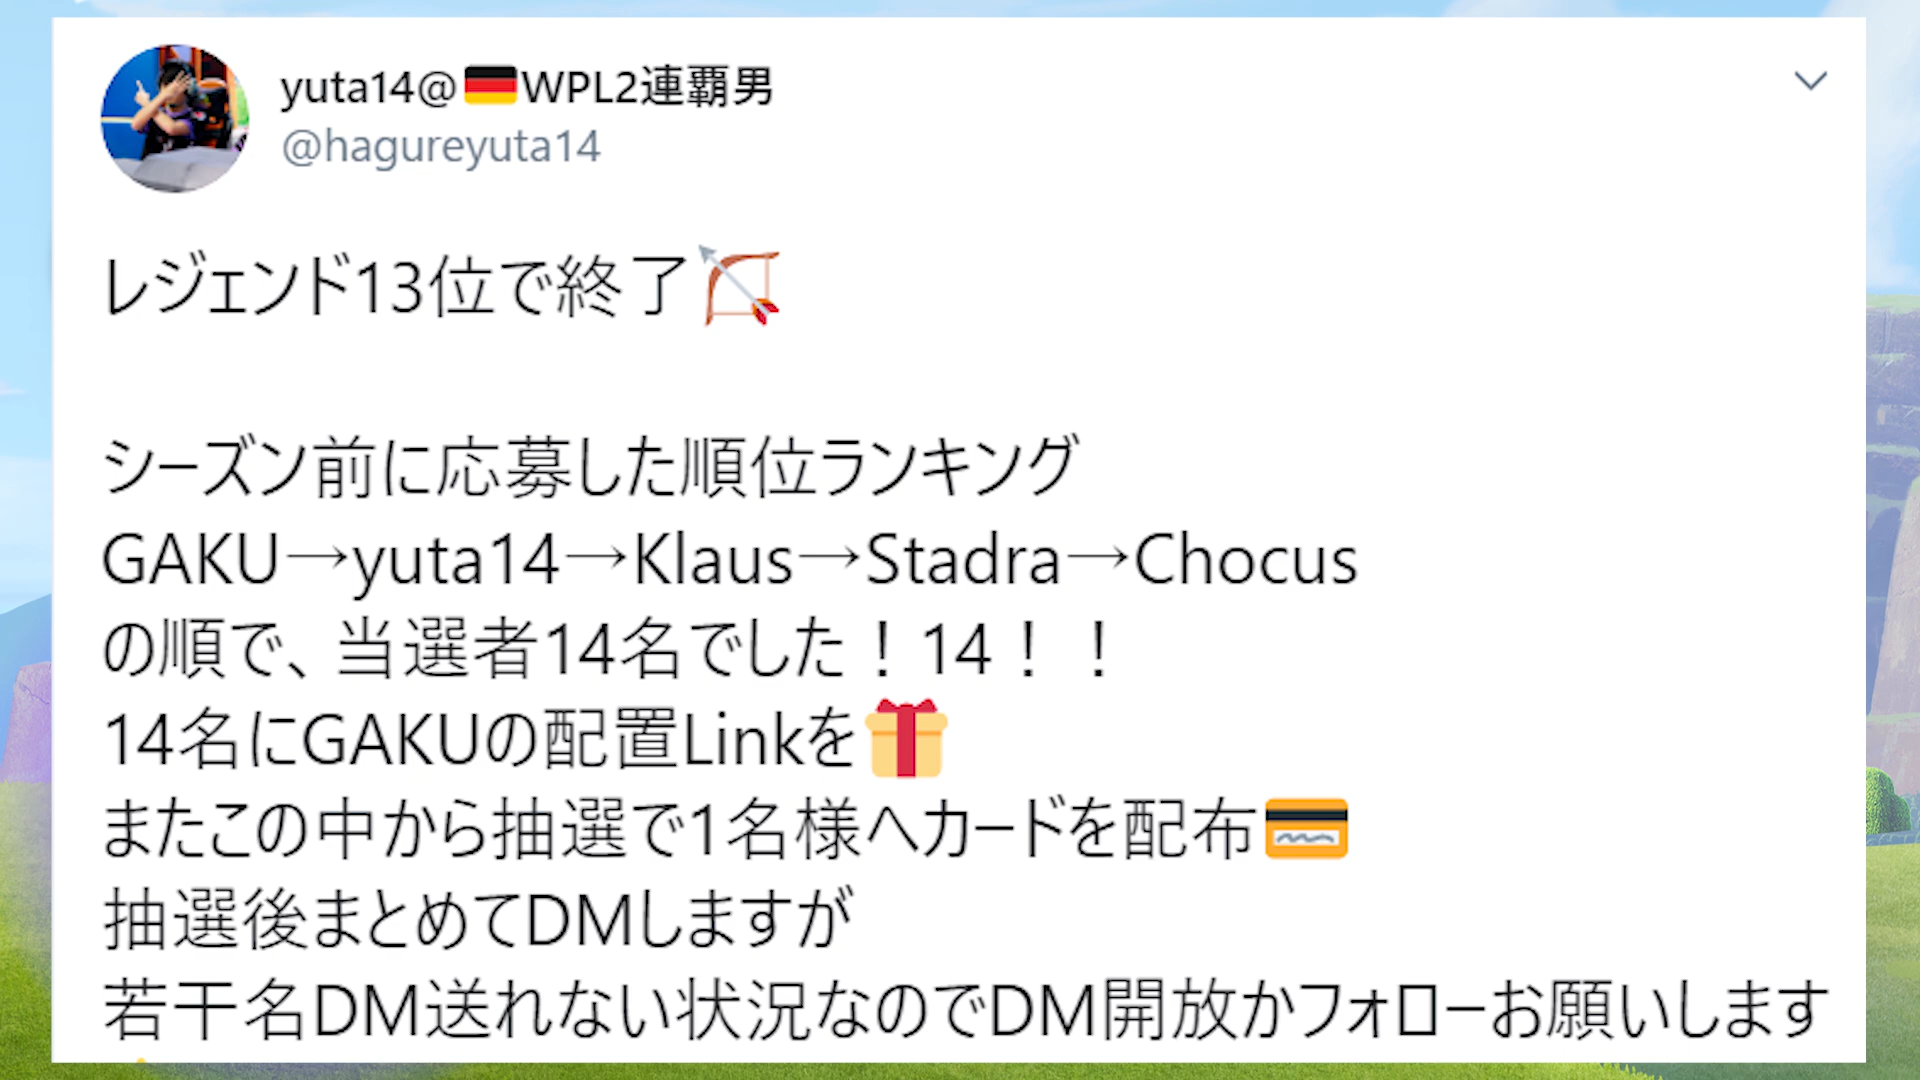 yuta14@🇩🇪WPL2連覇男
@hagureyuta14
レジェンド13位で終了🏹
シーズン前に応募した順位ランキング
GAKU→yuta14→Klaus→Stadra→Chocus
の順で、当選者14名でした！14！！
14名にGAKUの配置Linkを🎁
またこの中から抽選で1名様へカードを配布💳
抽選後まとめてDMしますが
若干名DM送れない状況なのでDM開放かフォローお願いします